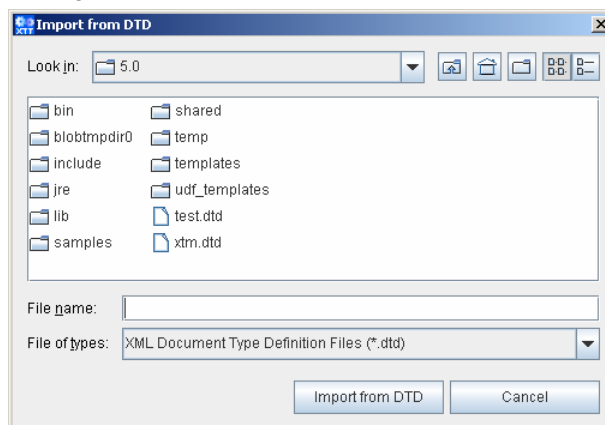 XTT Import from DTD
Look in: 5.0
bin shared
blobtmpdir0 temp
include templates
jre udf_templates
lib test.dtd
samples xtm.dtd
File name:
File of types: XML Document Type Definition Files (*.dtd)
Import from DTD Cancel